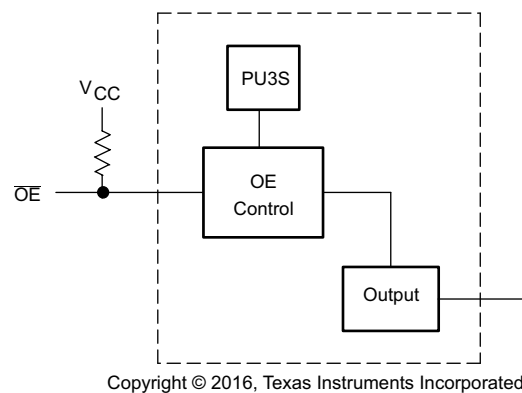 PU3S
VCC
OE
OE
Control
Output
Copyright © 2016, Texas Instruments Incorporated